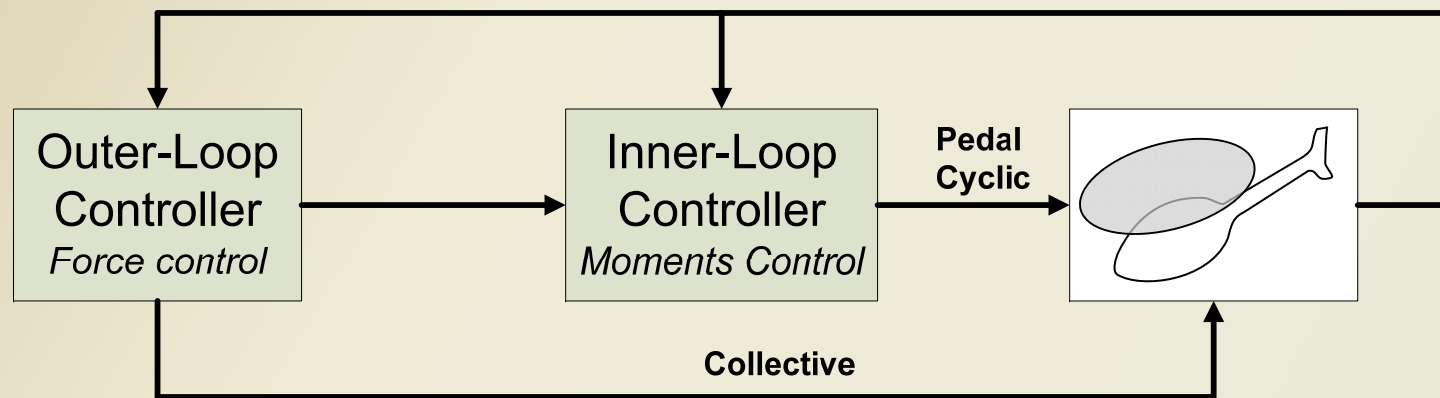 Outer-Loop
Controller
Force control
Inner-Loop
Controller
Moments Control
Pedal
Cyclic
Collective